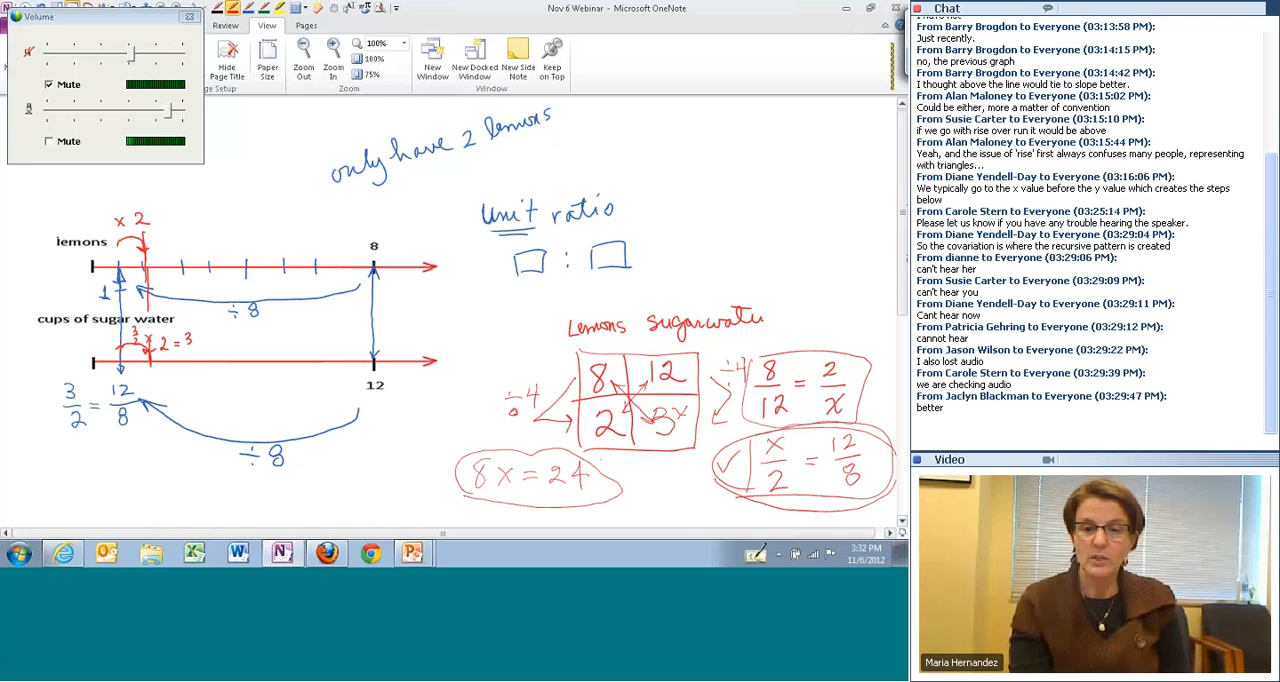 Volume
Mute
Mute
Nov 6 Webinar - Microsoft OneNote
Review View Pages
Hide Page Title
Paper Size
Zoom Out
Zoom In
100%
100%
75%
New Window
New Docked Window
New Side Note
Keep on Top
Zoom
Window
only have 2 lemons
unit ratio
:
x 2
lemons
8
1
÷ 8
cups of sugar water
3/2 x 2 = 3
12
3/2 = 12/8
÷ 8
Lemons
8 12
2 3 x
÷4
÷4
8/12 = 2/x
x/2 = 12/8
8x = 24
3:32 PM
11/6/2012
Chat
From Barry Brogdon to Everyone (03:13:58 PM):
Just recently.
From Barry Brogdon to Everyone (03:14:15 PM):
no, the previous graph
From Barry Brogdon to Everyone (03:14:42 PM):
I thought above the line would tie to slope better.
From Alan Maloney to Everyone (03:15:02 PM):
Could be either, more a matter of convention
From Susie Carter to Everyone (03:15:10 PM):
if we go with rise over run it would be above
From Alan Maloney to Everyone (03:15:44 PM):
Yeah, and the issue of 'rise' first always confuses many people, representing
with triangles...
From Diane Yendell-Day to Everyone (03:16:06 PM):
We typically go to the x value before the y value which creates the steps
below
From Carole Stern to Everyone (03:25:14 PM):
Please let us know if you have any trouble hearing the speaker.
From Diane Yendell-Day to Everyone (03:29:04 PM):
So the covariation is where the recursive pattern is created
From dianne to Everyone (03:29:06 PM):
can't hear her
From Susie Carter to Everyone (03:29:09 PM):
can't hear you
From Diane Yendell-Day to Everyone (03:29:11 PM):
Cant hear now
From Patricia Gehring to Everyone (03:29:12 PM):
cannot hear
From Jason Wilson to Everyone (03:29:22 PM):
I also lost audio
From Carole Stern to Everyone (03:29:39 PM):
we are checking audio
From Jaclyn Blackman to Everyone (03:29:47 PM):
better
Video
Maria Hernandez